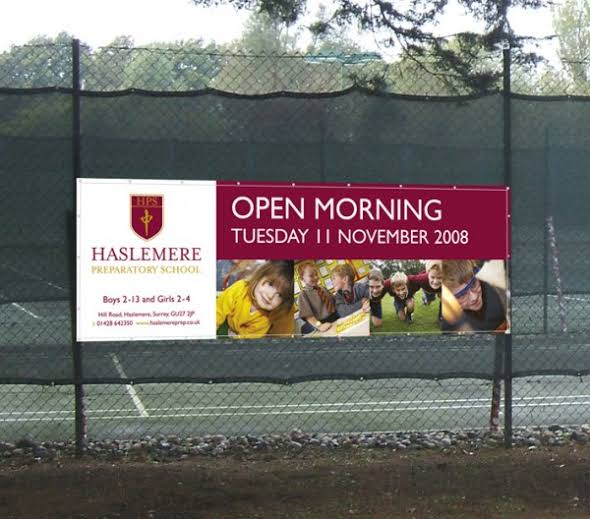 HPS
HASLEMERE
PREPARATORY SCHOOL
Boys 2-13 and Girls 2-4
Hill Road, Haslemere, Surrey, GU27 2JP
t 01428 642350 www.haslemereprep.co.uk
OPEN MORNING
TUESDAY 11 NOVEMBER 2008